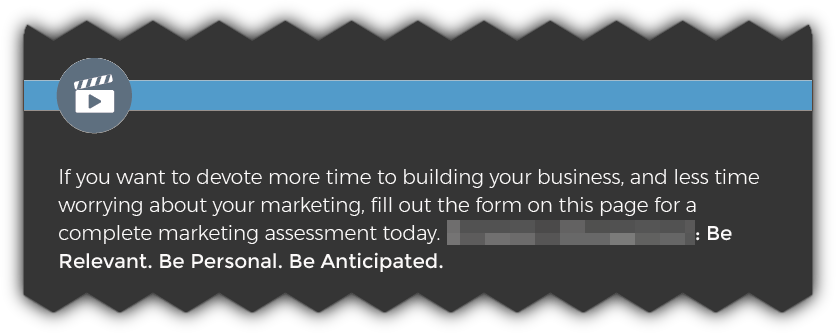 If you want to devote more time to building your business, and less time
worrying about your marketing, fill out the form on this page for a
complete marketing assessment today. : Be
Relevant. Be Personal. Be Anticipated.